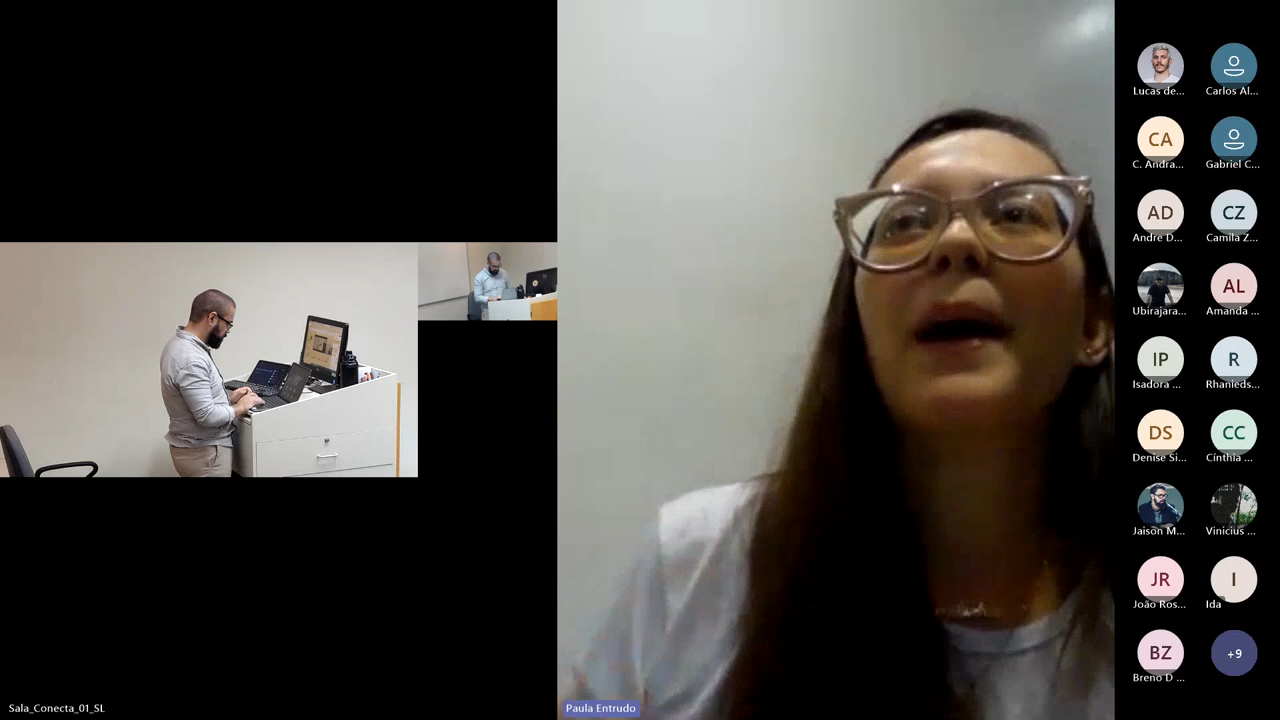 Sala_Conecta_01_SL
Paula Entrudo
Lucas de...
Carlos Al...
CA
C. Andra...
Gabriel C...
AD
Andre D...
CZ
Camila Z...
Ubirajara...
AL
Amanda ...
IP
Isadora ...
R
Rhanieds...
DS
Denise Si...
CC
Cínthia ...
Jaison M...
Vinicius ...
JR
João Ros...
I
Ida
BZ
Breno D ...
+9